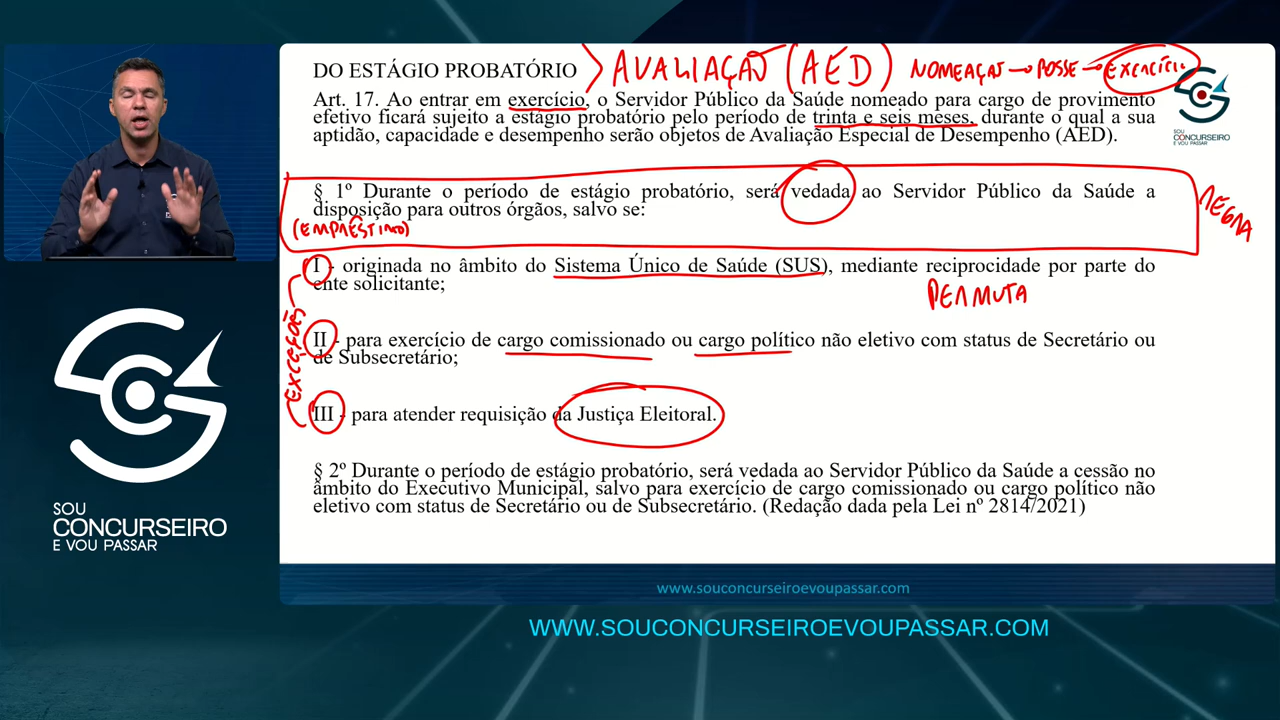 DO ESTÁGIO PROBATÓRIO > AVALIAÇÃO (AED) NOMEAÇÃO → POSSE → EXERCÍCIO
Art. 17. Ao entrar em exercício, o Servidor Público da Saúde nomeado para cargo de provimento
efetivo ficará sujeito a estágio probatório pelo período de trinta e seis meses, durante o qual a sua
aptidão, capacidade e desempenho serão objetos de Avaliação Especial de Desempenho (AED).
SOU
CONCURSEIRO
E VOU PASSAR
§ 1º Durante o período de estágio probatório, será vedada ao Servidor Público da Saúde a
disposição para outros órgãos, salvo se:
(EMPRÉSTIMO)
REGRA
I - originada no âmbito do Sistema Único de Saúde (SUS), mediante reciprocidade por parte do
ente solicitante;
PERMUTA
EXCEÇÕES
II - para exercício de cargo comissionado ou cargo político não eletivo com status de Secretário ou
de Subsecretário;
III - para atender requisição da Justiça Eleitoral.
§ 2º Durante o período de estágio probatório, será vedada ao Servidor Público da Saúde a cessão no
âmbito do Executivo Municipal, salvo para exercício de cargo comissionado ou cargo político não
eletivo com status de Secretário ou de Subsecretário. (Redação dada pela Lei nº 2814/2021)
SOU
CONCURSEIRO
E VOU PASSAR
www.souconcurseiroevoupassar.com
WWW.SOUCONCURSEIROEVOUPASSAR.COM